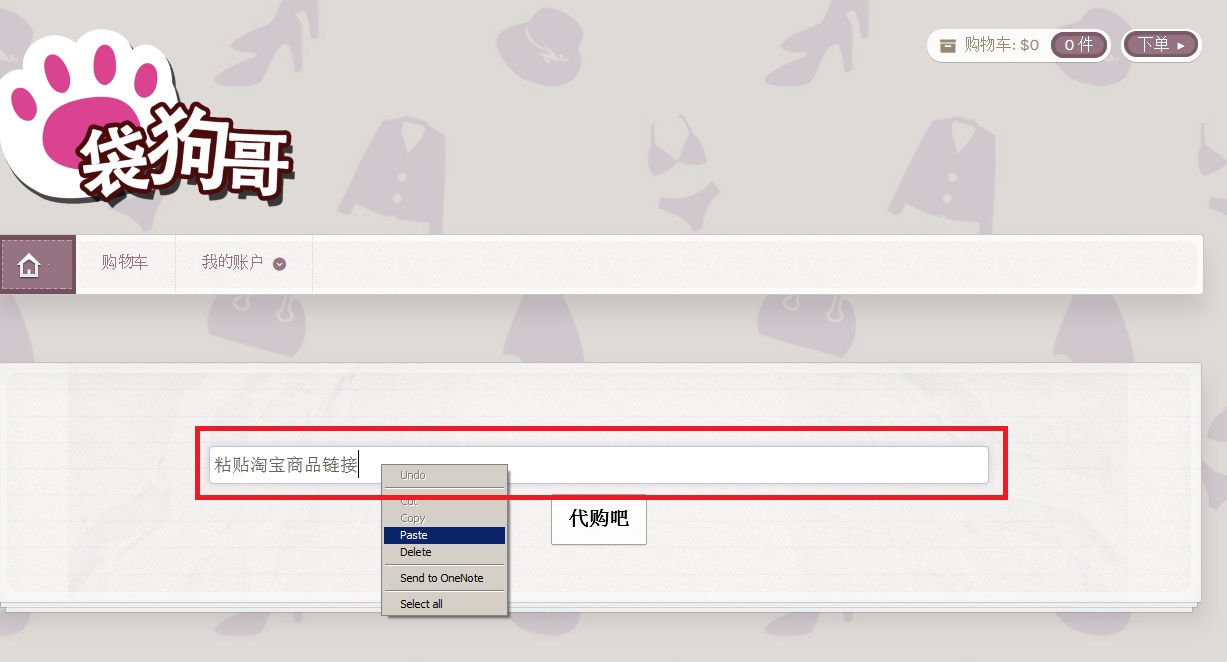 购物车: $0 0 件 下单 ▸
袋狗哥
购物车 我的账户
粘贴淘宝商品链接
Undo
Cut
Copy
Paste
Delete
Send to OneNote
Select all
代购吧